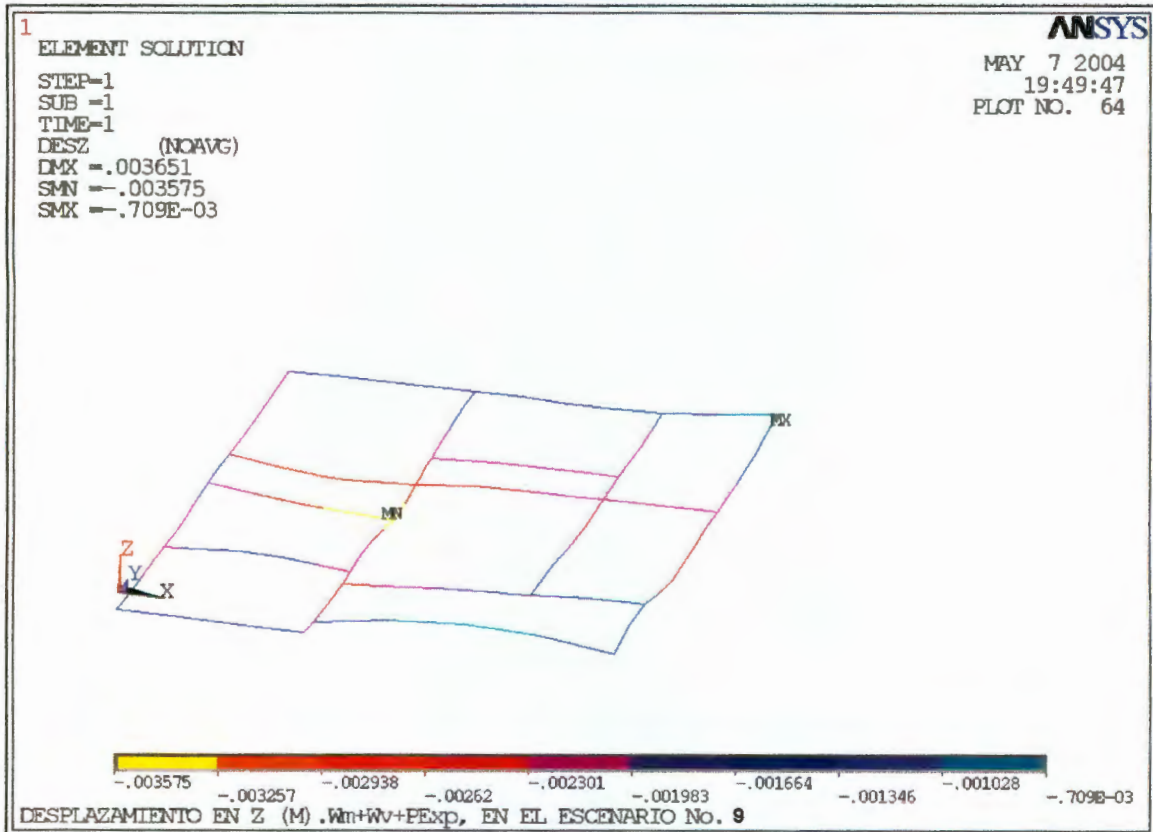 1
ANSYS
ELEMENT SOLUTION
STEP=1
SUB =1
TIME=1
DESZ (NOAVG)
DMX =.003651
SMN =-.003575
SMX =-.709E-03
MAY 7 2004
19:49:47
PLOT NO. 64
MX
MN
Z
Y
X
-.003575
-.003257
-.002938
-.00262
-.002301
-.001983
-.001664
-.001346
-.001028
-.709E-03
DESPLAZAMIENTO EN Z (M).Wm+Wv+PExp, EN EL ESCENARIO No. 9